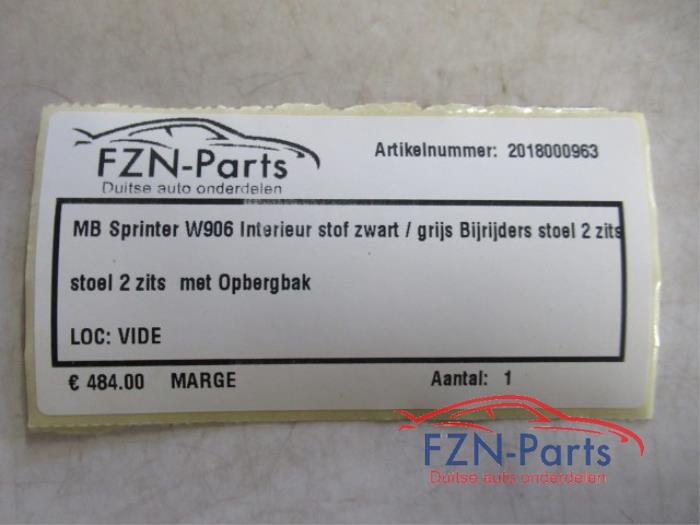 FZN-Parts
Duitse auto onderdelen
Artikelnummer: 2018000963
MB Sprinter W906 Interieur stof zwart / grijs Bijrijders stoel 2 zits
stoel 2 zits met Opbergbak
LOC: VIDE
€ 484.00 MARGE Aantal: 1
FZN-Parts
Duitse auto onderdelen